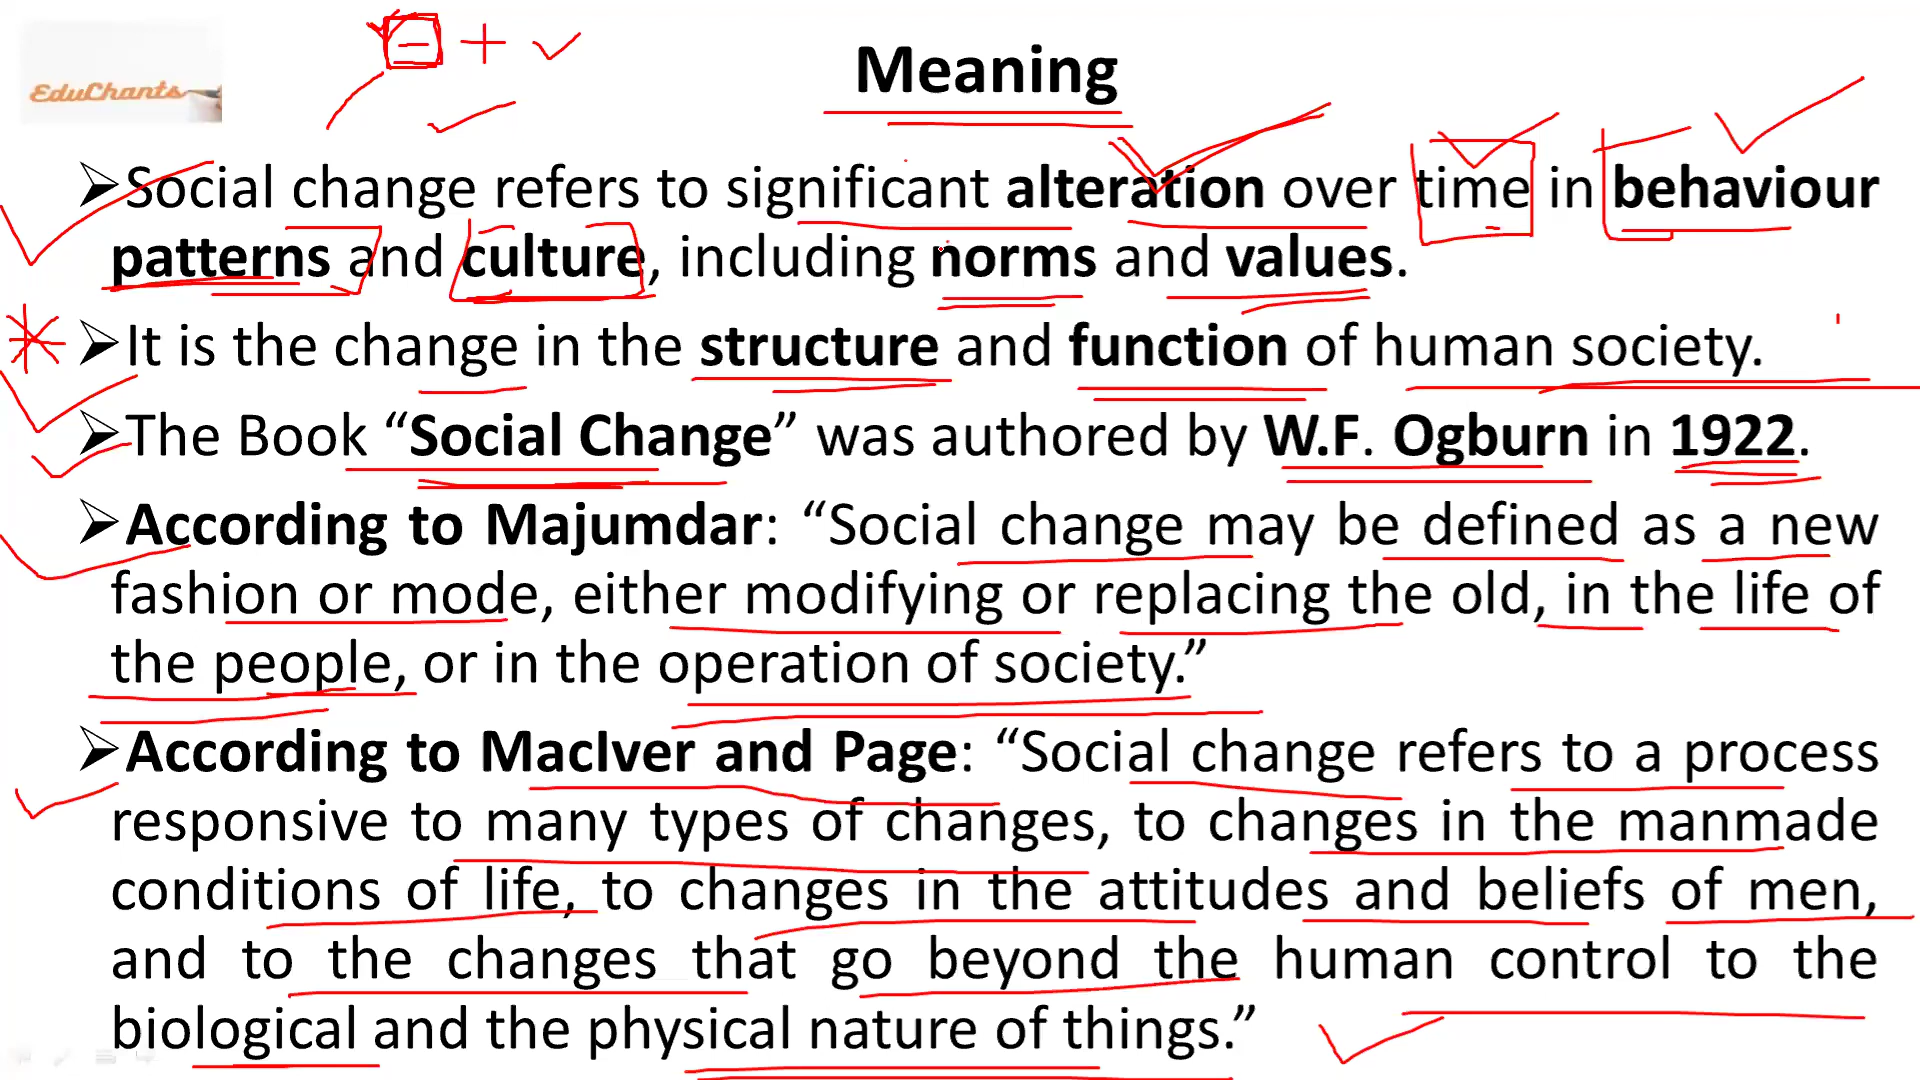 EduChants
− + ✓
Meaning
➢Social change refers to significant alteration over time in behaviour
patterns and culture, including norms and values.
➢It is the change in the structure and function of human society.
➢The Book “Social Change” was authored by W.F. Ogburn in 1922.
➢According to Majumdar: “Social change may be defined as a new
fashion or mode, either modifying or replacing the old, in the life of
the people, or in the operation of society.”
➢According to MacIver and Page: “Social change refers to a process
responsive to many types of changes, to changes in the manmade
conditions of life, to changes in the attitudes and beliefs of men,
and to the changes that go beyond the human control to the
biological and the physical nature of things.”